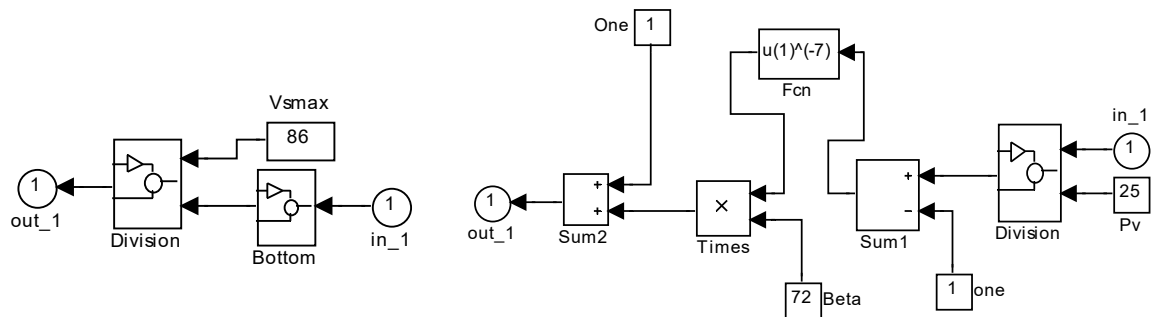 Vsmax
86
1
out_1
Division
Bottom
1
in_1
One
1
u(1)^(-7)
Fcn
in_1
1
25
Pv
Division
+
−
Sum1
1
one
×
Times
72
Beta
+
+
Sum2
1
out_1